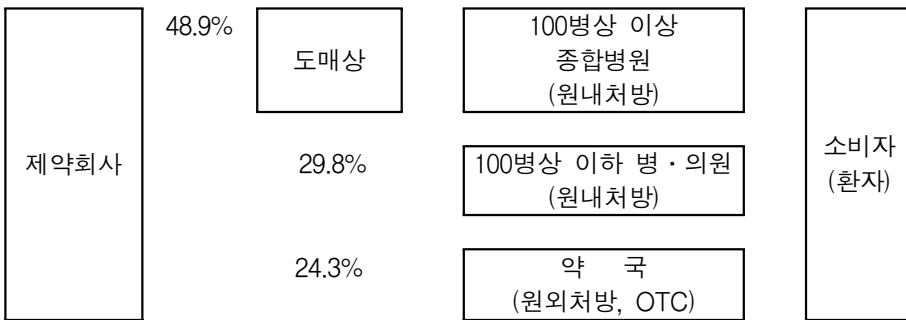 48.9%
도매상
100병상 이상
종합병원
(원내처방)
제약회사
29.8%
100병상 이하 병·의원
(원내처방)
소비자
(환자)
24.3%
약 국
(원외처방, OTC)